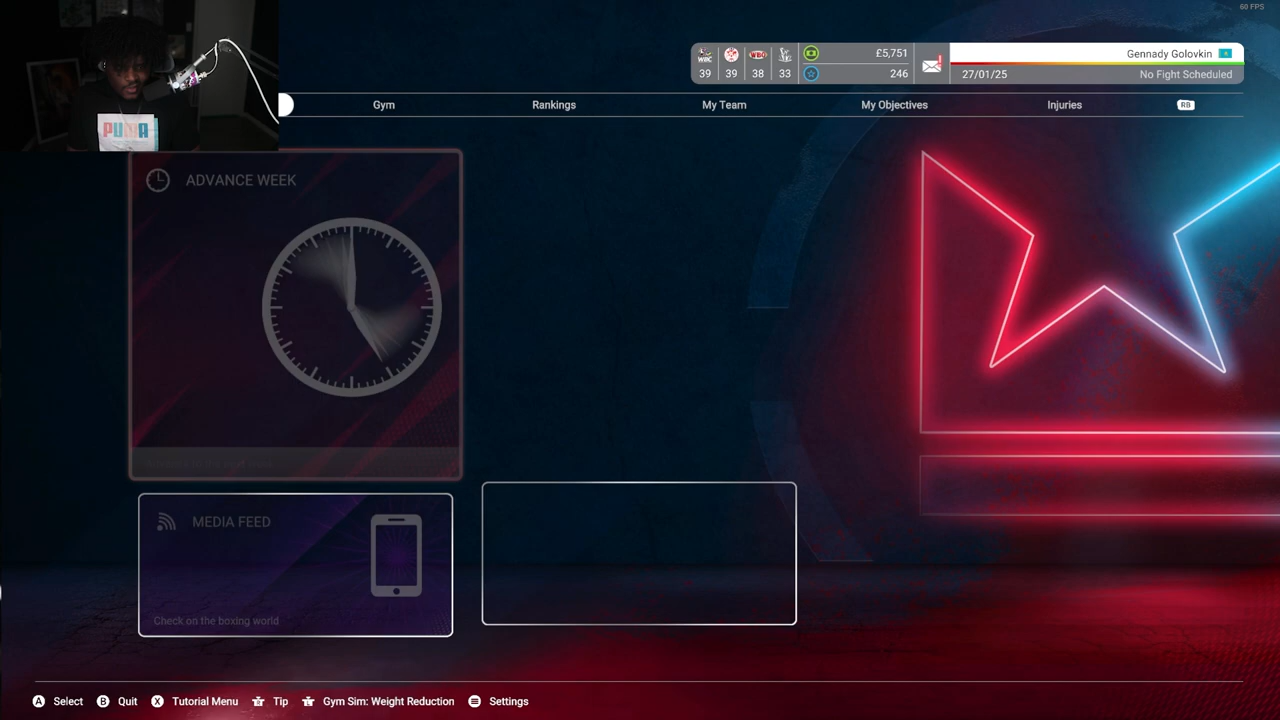 60 FPS
WBC
WBO
£5,751
Gennady Golovkin
39
39
38
33
246
27/01/25
No Fight Scheduled
Gym
Rankings
My Team
My Objectives
Injuries
RB
PUMA
ADVANCE WEEK
MEDIA FEED
Check on the boxing world
A Select
B Quit
X Tutorial Menu
Tip
Gym Sim: Weight Reduction
Settings